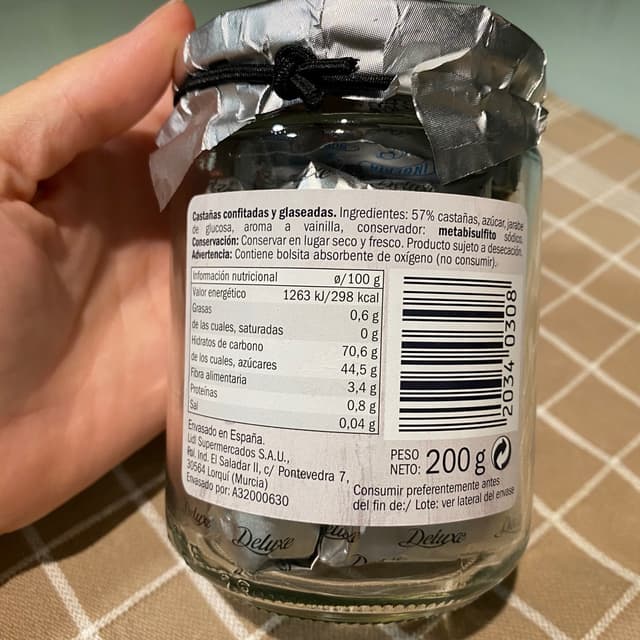 Castañas confitadas y glaseadas. Ingredientes: 57% castañas, azúcar, jarabe
de glucosa, aroma a vainilla, conservador: metabisulfito sódico.
Conservación: Conservar en lugar seco y fresco. Producto sujeto a desecación.
Advertencia: Contiene bolsita absorbente de oxígeno (no consumir).
Información nutricional ø/100 g
Valor energético 1263 kJ/298 kcal
Grasas 0,6 g
de las cuales, saturadas 0 g
Hidratos de carbono 70,6 g
de los cuales, azúcares 44,5 g
Fibra alimentaria 3,4 g
Proteínas 0,8 g
Sal 0,04 g
2034 0308
Envasado en España.
Lidl Supermercados S.A.U.,
Pol. Ind. El Saladar II, c/ Pontevedra 7,
30564 Lorquí (Murcia)
Envasado por: A32000630
PESO
NETO: 200 g
Consumir preferentemente antes
del fin de:/ Lote: ver lateral del envase
Deluxe
Deluxe
Deluxe